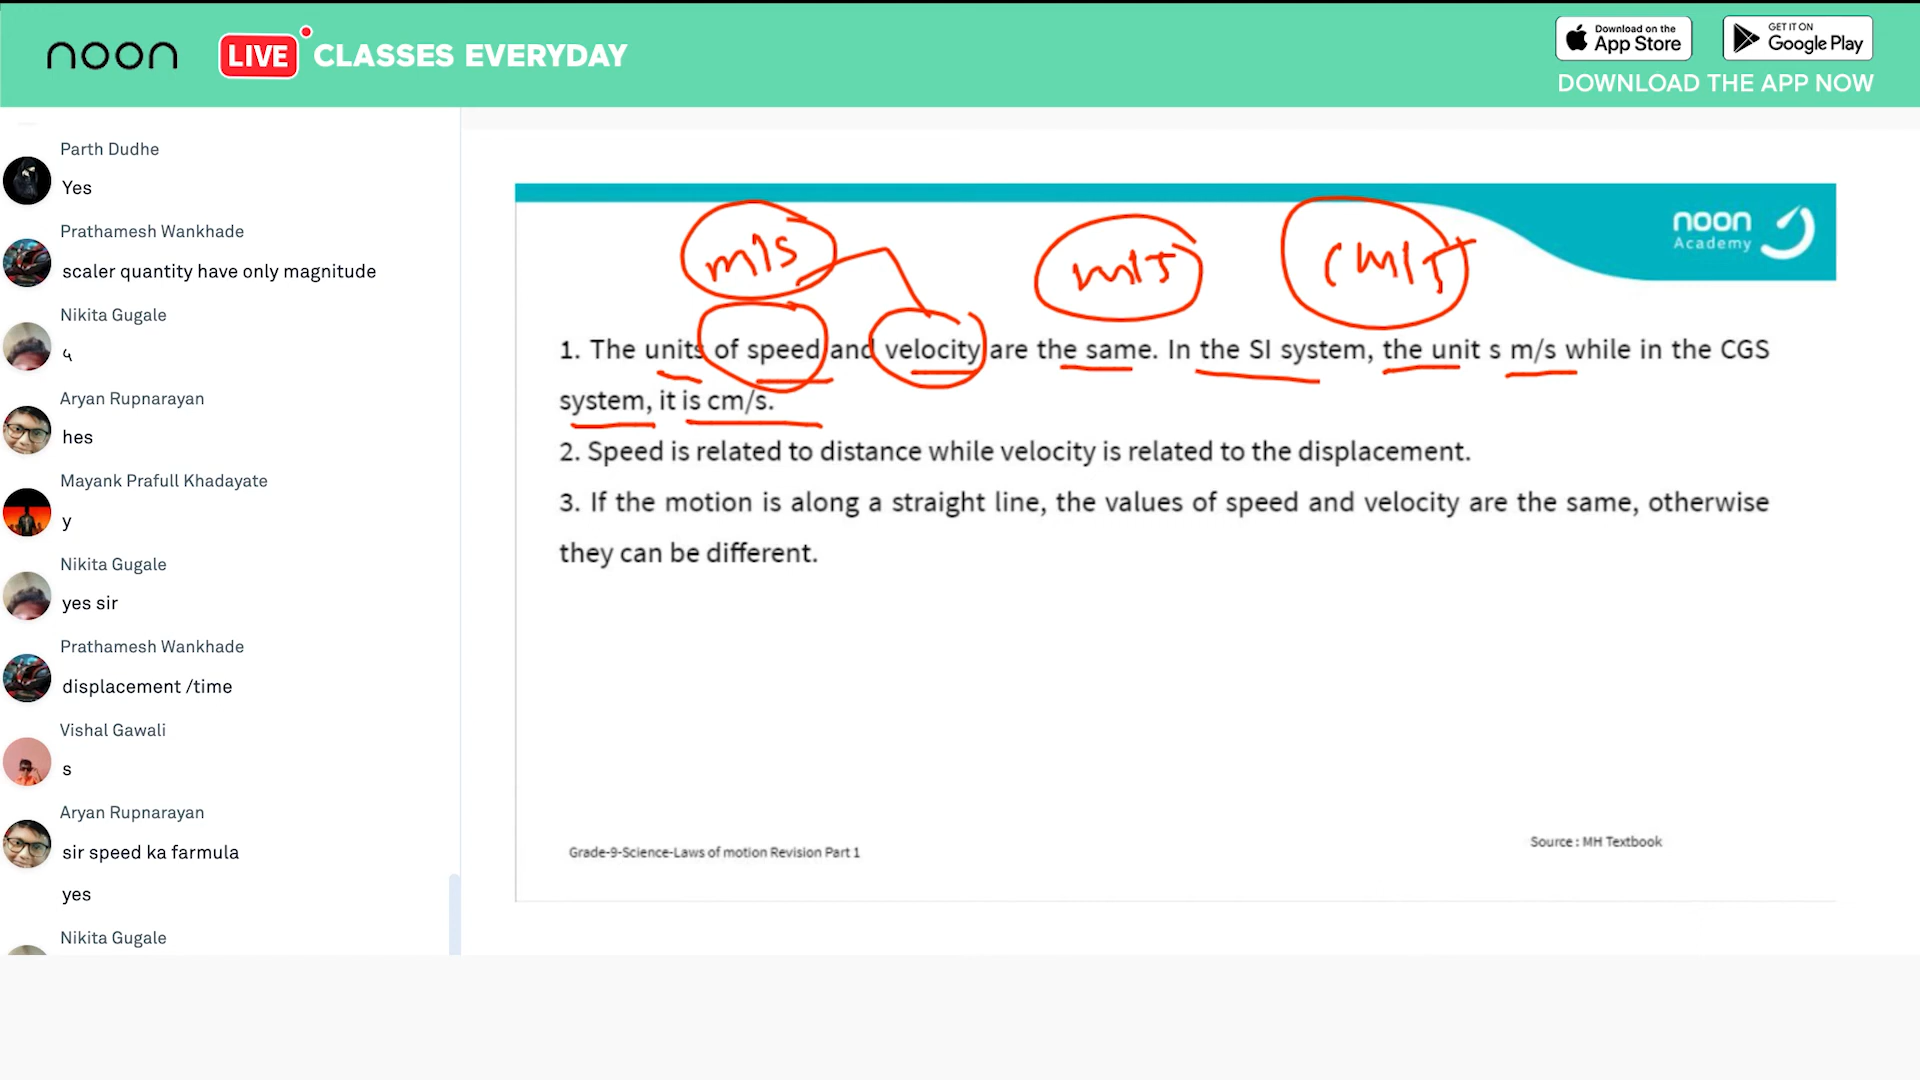 noon LIVE CLASSES EVERYDAY
Download on the App Store
GET IT ON Google Play
DOWNLOAD THE APP NOW
Parth Dudhe
Yes
Prathamesh Wankhade
scaler quantity have only magnitude
Nikita Gugale
५
Aryan Rupnarayan
hes
Mayank Prafull Khadayate
y
Nikita Gugale
yes sir
Prathamesh Wankhade
displacement /time
Vishal Gawali
s
Aryan Rupnarayan
sir speed ka farmula
yes
Nikita Gugale
noon
Academy
m/s m/s cm/s
1. The units of speed and velocity are the same. In the SI system, the unit s m/s while in the CGS
system, it is cm/s.
2. Speed is related to distance while velocity is related to the displacement.
3. If the motion is along a straight line, the values of speed and velocity are the same, otherwise
they can be different.
Grade-9-Science-Laws of motion Revision Part 1
Source : MH Textbook